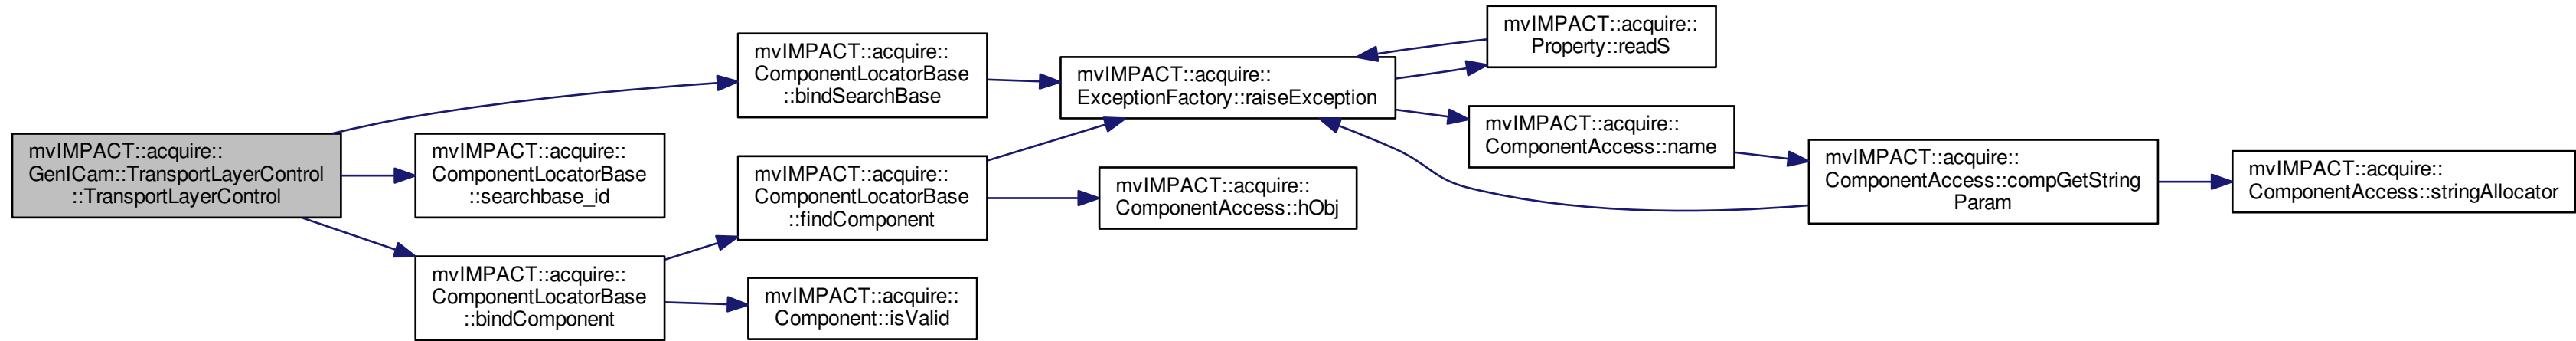 mvIMPACT::acquire::
GenICam::TransportLayerControl
::TransportLayerControl
mvIMPACT::acquire::
ComponentLocatorBase
::bindSearchBase
mvIMPACT::acquire::
ComponentLocatorBase
::searchbase_id
mvIMPACT::acquire::
ComponentLocatorBase
::bindComponent
mvIMPACT::acquire::
ComponentLocatorBase
::findComponent
mvIMPACT::acquire::
Component::isValid
mvIMPACT::acquire::
ExceptionFactory::raiseException
mvIMPACT::acquire::
ComponentAccess::hObj
mvIMPACT::acquire::
Property::readS
mvIMPACT::acquire::
ComponentAccess::name
mvIMPACT::acquire::
ComponentAccess::compGetString
Param
mvIMPACT::acquire::
ComponentAccess::stringAllocator